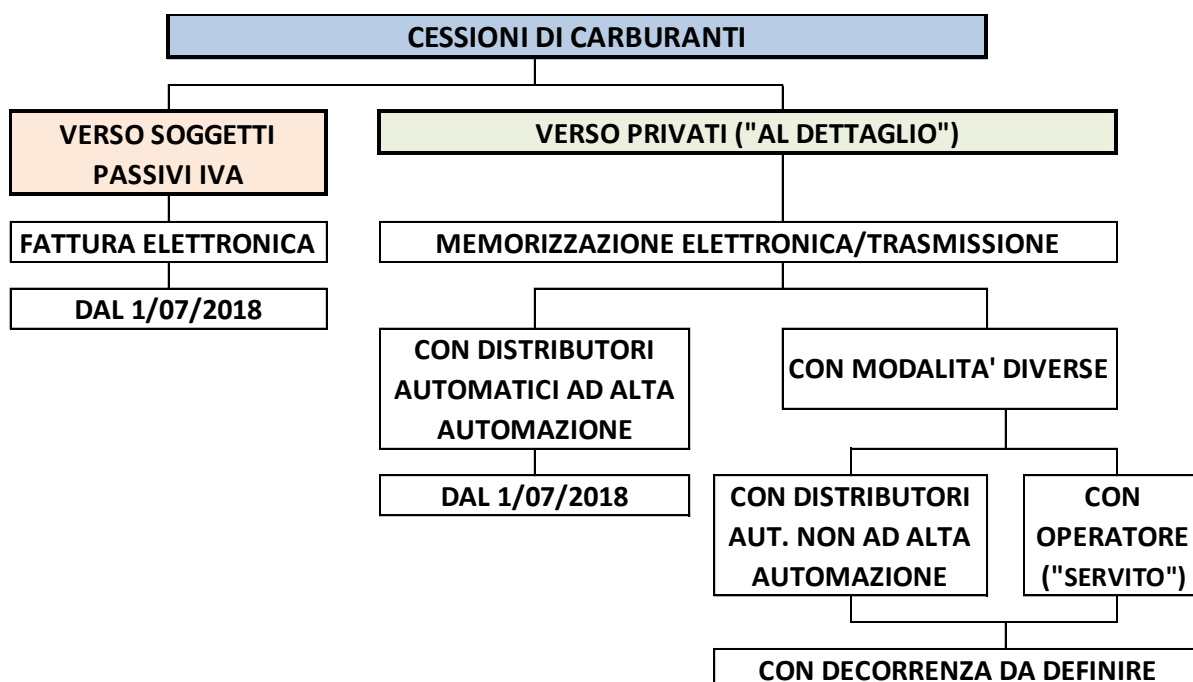 CESSIONI DI CARBURANTI
VERSO SOGGETTI
PASSIVI IVA
VERSO PRIVATI ("AL DETTAGLIO")
FATTURA ELETTRONICA
MEMORIZZAZIONE ELETTRONICA/TRASMISSIONE
DAL 1/07/2018
CON DISTRIBUTORI
AUTOMATICI AD ALTA
AUTOMAZIONE
CON MODALITA' DIVERSE
DAL 1/07/2018
CON DISTRIBUTORI
AUT. NON AD ALTA
AUTOMAZIONE
CON
OPERATORE
("SERVITO")
CON DECORRENZA DA DEFINIRE